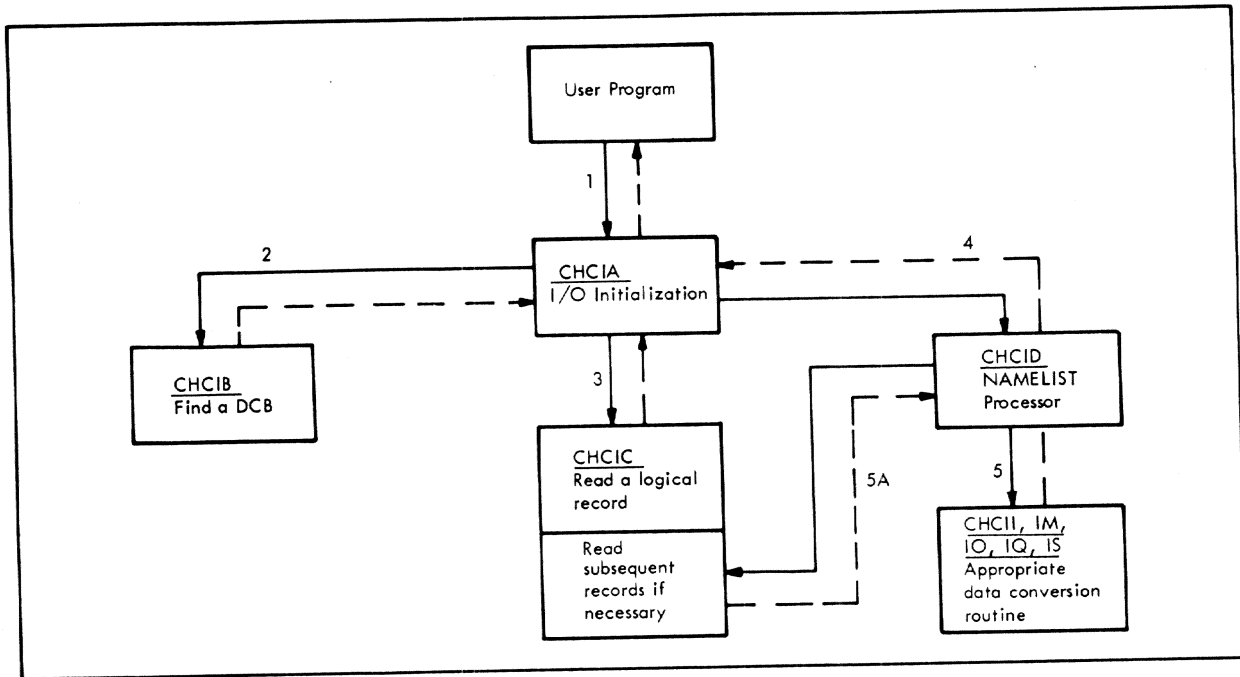 User Program
1
2
4
CHCIA
I/O Initialization
CHCIB
Find a DCB
3
CHCID
NAMELIST
Processor
CHCIC
Read a logical
record
5A
5
Read
subsequent
records if
necessary
CHCII, IM,
IO, IQ, IS
Appropriate
data conversion
routine